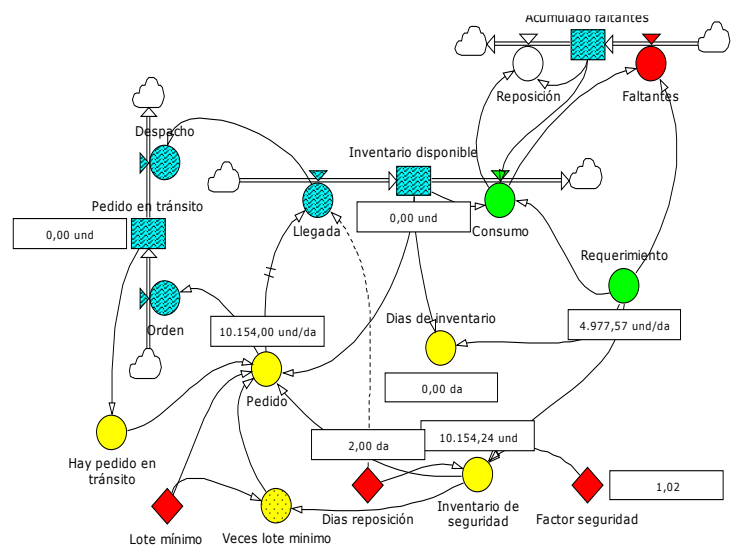 Acumulado faltantes
Reposición
Faltantes
Despacho
Inventario disponible
Pedido en tránsito
0,00 und
0,00 und
Llegada
Consumo
Requerimiento
Orden
10.154,00 und/da
Dias de inventario
4.977,57 und/da
0,00 da
Pedido
2,00 da
10.154,24 und
Hay pedido en
tránsito
1,02
Lote mínimo
Veces lote minimo
Dias reposición
Inventario de
seguridad
Factor seguridad